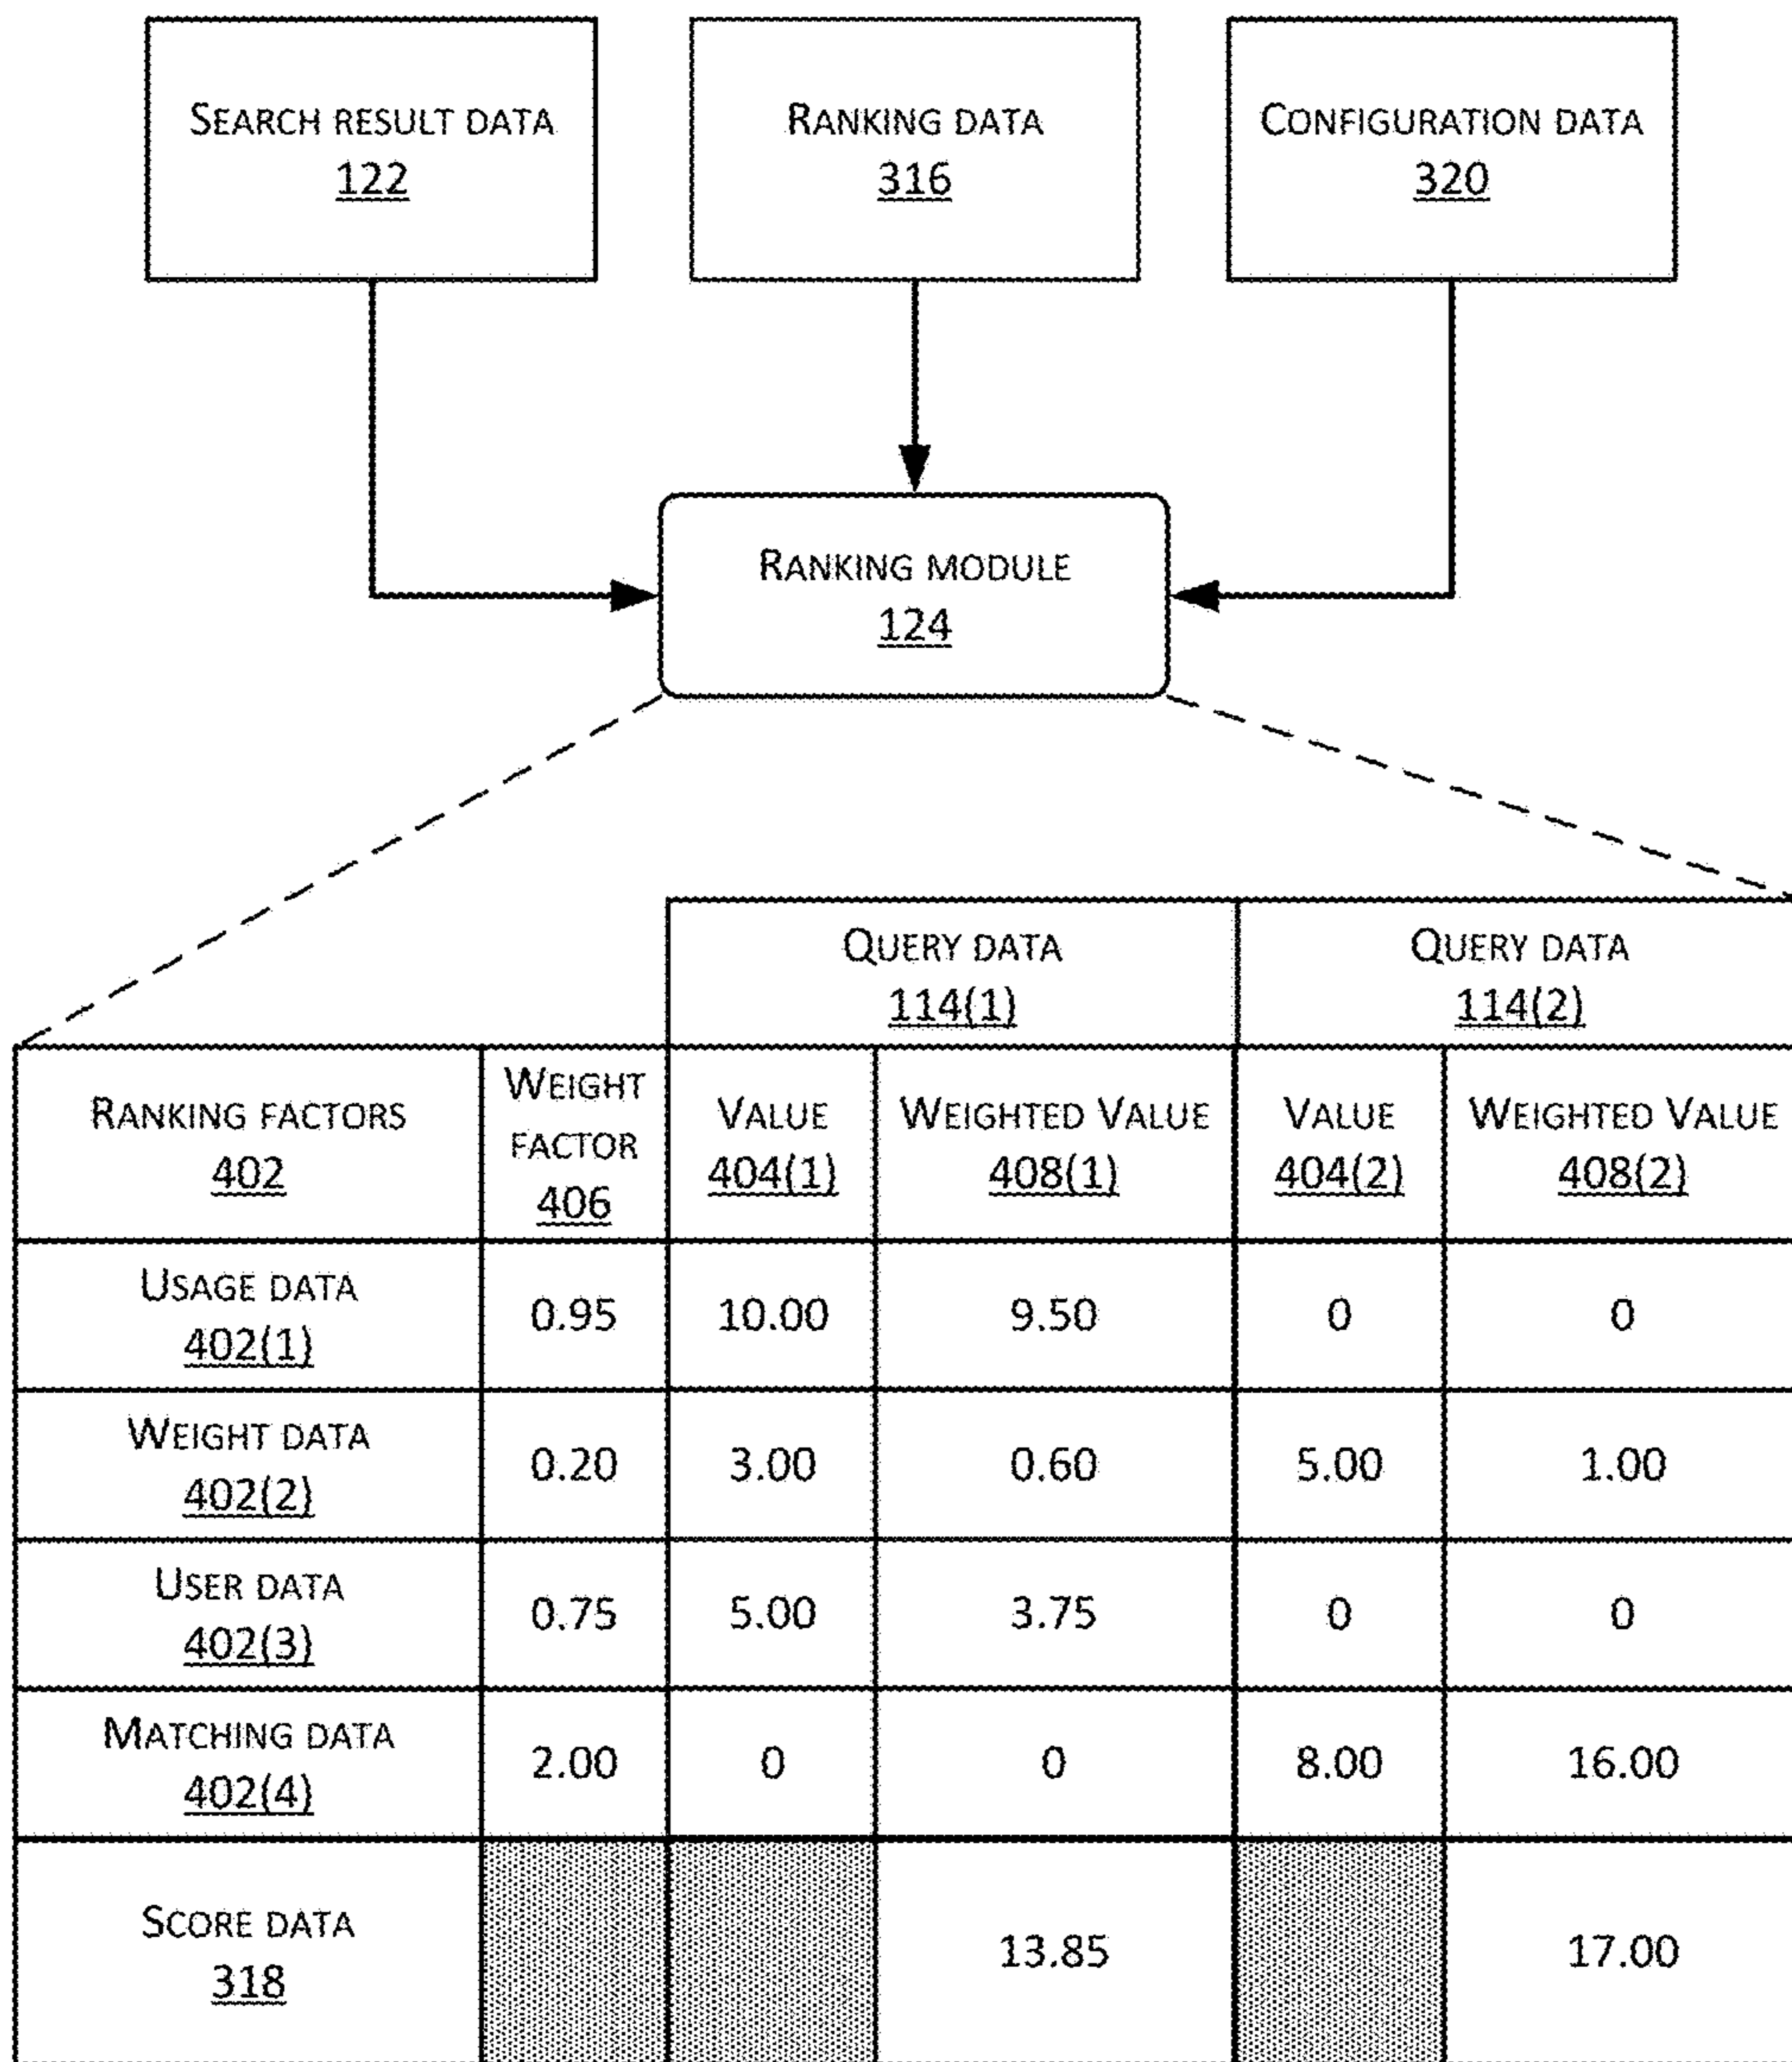 SEARCH RESULT DATA
122
RANKING DATA
316
CONFIGURATION DATA
320
RANKING MODULE
124
QUERY DATA
114(1)
QUERY DATA
114(2)
RANKING FACTORS
402
WEIGHT
FACTOR
406
VALUE
404(1)
WEIGHTED VALUE
408(1)
VALUE
404(2)
WEIGHTED VALUE
408(2)
USAGE DATA
402(1)
0.95
10.00
9.50
0
0
WEIGHT DATA
402(2)
0.20
3.00
0.60
5.00
1.00
USER DATA
402(3)
0.75
5.00
3.75
0
0
MATCHING DATA
402(4)
2.00
0
0
8.00
16.00
SCORE DATA
318
13.85
17.00